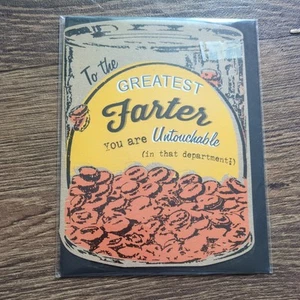 To the
GREATEST
Farter
You are Untouchable
(in that department!)